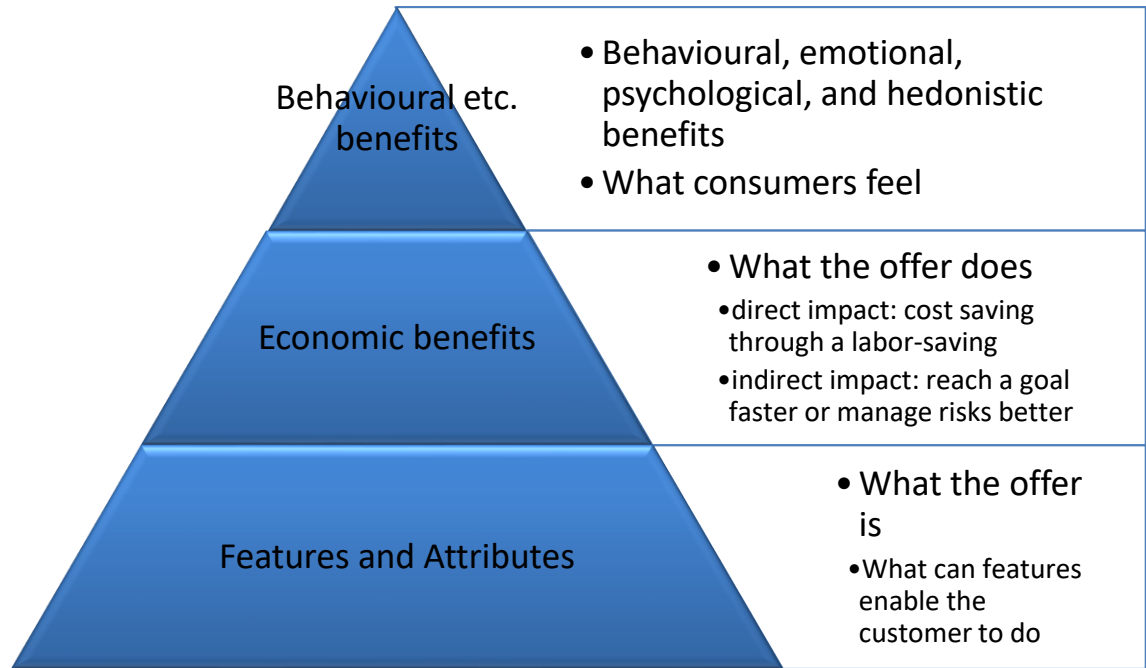 Behavioural etc.
benefits
• Behavioural, emotional,
psychological, and hedonistic
benefits
• What consumers feel
Economic benefits
• What the offer does
•direct impact: cost saving
through a labor-saving
•indirect impact: reach a goal
faster or manage risks better
Features and Attributes
• What the offer
is
•What can features
enable the
customer to do